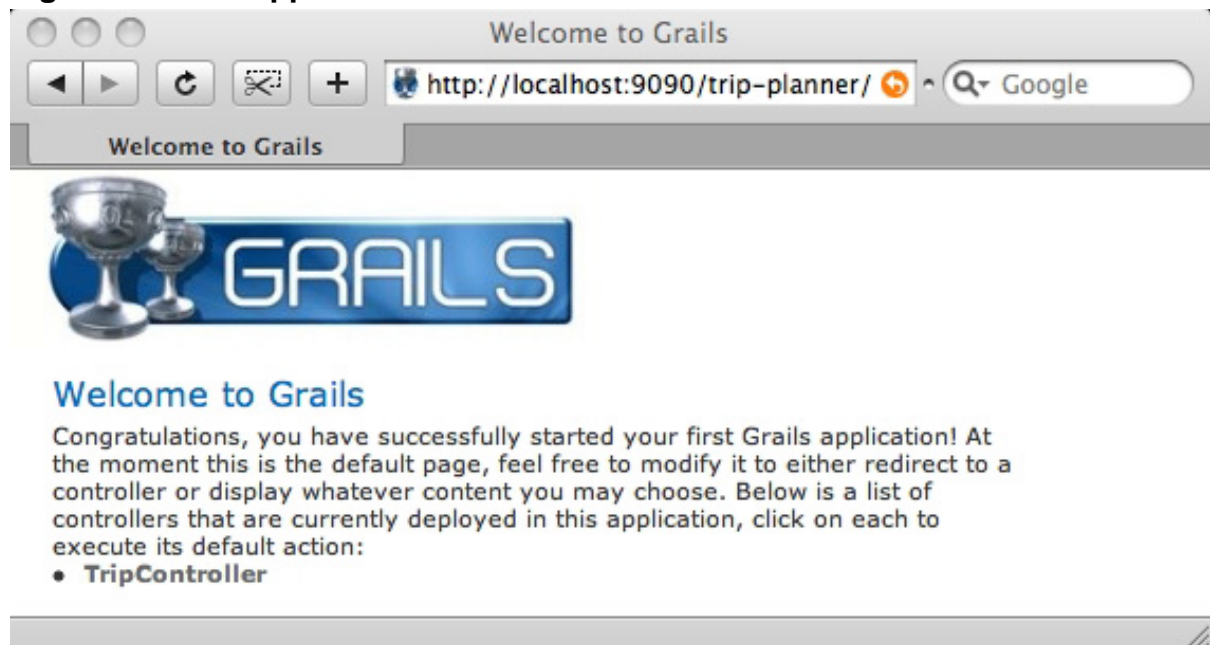 Welcome to Grails
http://localhost:9090/trip-planner/
Google
Welcome to Grails
GRAILS
Welcome to Grails
Congratulations, you have successfully started your first Grails application! At
the moment this is the default page, feel free to modify it to either redirect to a
controller or display whatever content you may choose. Below is a list of
controllers that are currently deployed in this application, click on each to
execute its default action:
• TripController